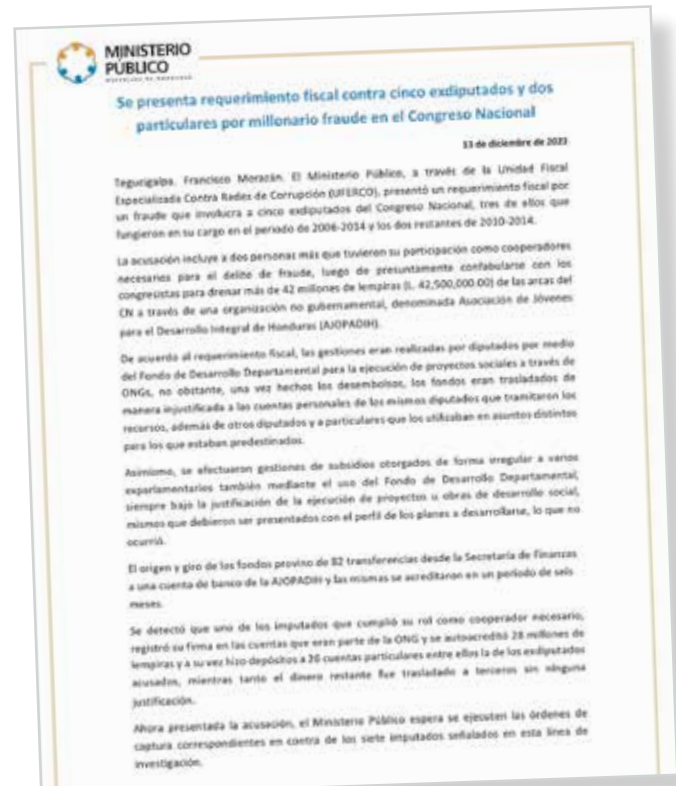 MINISTERIO
PÚBLICO
REPÚBLICA DE HONDURAS
Se presenta requerimiento fiscal contra cinco exdiputados y dos
particulares por millonario fraude en el Congreso Nacional
13 de diciembre de 2023
Tegucigalpa. Francisco Morazán. El Ministerio Público, a través de la Unidad Fiscal
Especializada Contra Redes de Corrupción (UFERCO), presentó un requerimiento fiscal por
un fraude que involucra a cinco exdiputados del Congreso Nacional, tres de ellos que
fungieron en su cargo en el periodo de 2006-2014 y los dos restantes de 2010-2014.
La acusación incluye a dos personas más que tuvieron su participación como cooperadores
necesarios para el delito de fraude, luego de presuntamente confabularse con los
congresistas para drenar más de 42 millones de lempiras (L. 42,500,000.00) de las arcas del
CN a través de una organización no gubernamental, denominada Asociación de Jóvenes
para el Desarrollo Integral de Honduras (AJOPADIH).
De acuerdo al requerimiento fiscal, las gestiones eran realizadas por diputados por medio
del Fondo de Desarrollo Departamental para la ejecución de proyectos sociales a través de
ONGs, no obstante, una vez hechos los desembolsos, los fondos eran trasladados de
manera injustificada a las cuentas personales de los mismos diputados que tramitaron los
recursos, además de otros diputados y a particulares que los utilizaban en asuntos distintos
para los que estaban predestinados.
Asimismo, se efectuaron gestiones de subsidios otorgados de forma irregular a varios
exparlamentarios también mediante el uso del Fondo de Desarrollo Departamental,
siempre bajo la justificación de la ejecución de proyectos u obras de desarrollo social,
mismos que debieron ser presentados con el perfil de los planes a desarrollarse, lo que no
ocurrió.
El origen y giro de los fondos provino de 82 transferencias desde la Secretaría de Finanzas
a una cuenta de banco de la AJOPADIH y las mismas se acreditaron en un periodo de seis
meses.
Se detectó que uno de los imputados que cumplió su rol como cooperador necesario,
registró su firma en las cuentas que eran parte de la ONG y se autoacreditó 28 millones de
lempiras y a su vez hizo depósitos a 26 cuentas particulares entre ellos la de los exdiputados
acusados, mientras tanto el dinero restante fue trasladado a terceros sin ninguna
justificación.
Ahora presentada la acusación, el Ministerio Público espera se ejecuten las órdenes de
captura correspondientes en contra de los siete imputados señalados en esta línea de
investigación.